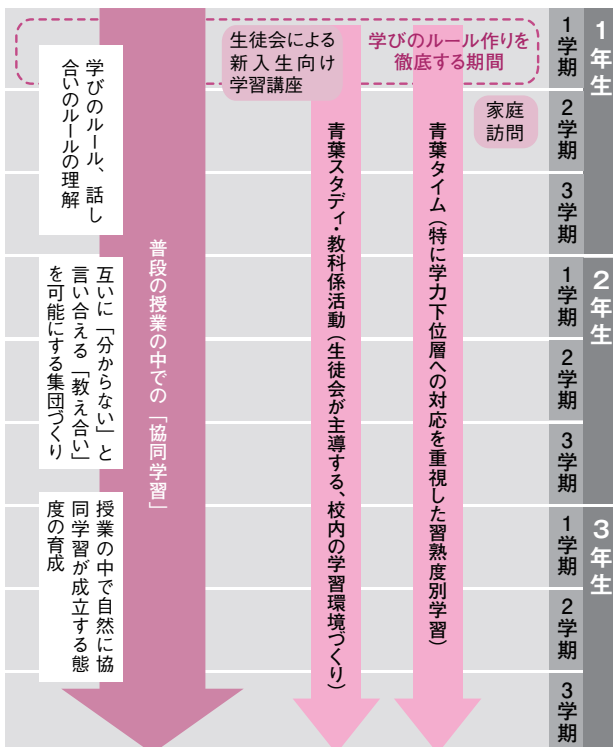 1年生
1学期
2学期
3学期
2年生
1学期
2学期
3学期
3年生
1学期
2学期
3学期
学びのルール作りを
徹底する期間
家庭
訪問
生徒会による
新入生向け
学習講座
青葉タイム（特に学力下位層への対応を重視した習熟度別学習）
青葉スタディ・教科係活動（生徒会が主導する、校内の学習環境づくり）
普段の授業の中での「協同学習」
学びのルール、話し
合いのルールの理解
互いに「分からない」と
言い合える「教え合い」
を可能にする集団づくり
授業の中で自然に協
同学習が成立する態
度の育成